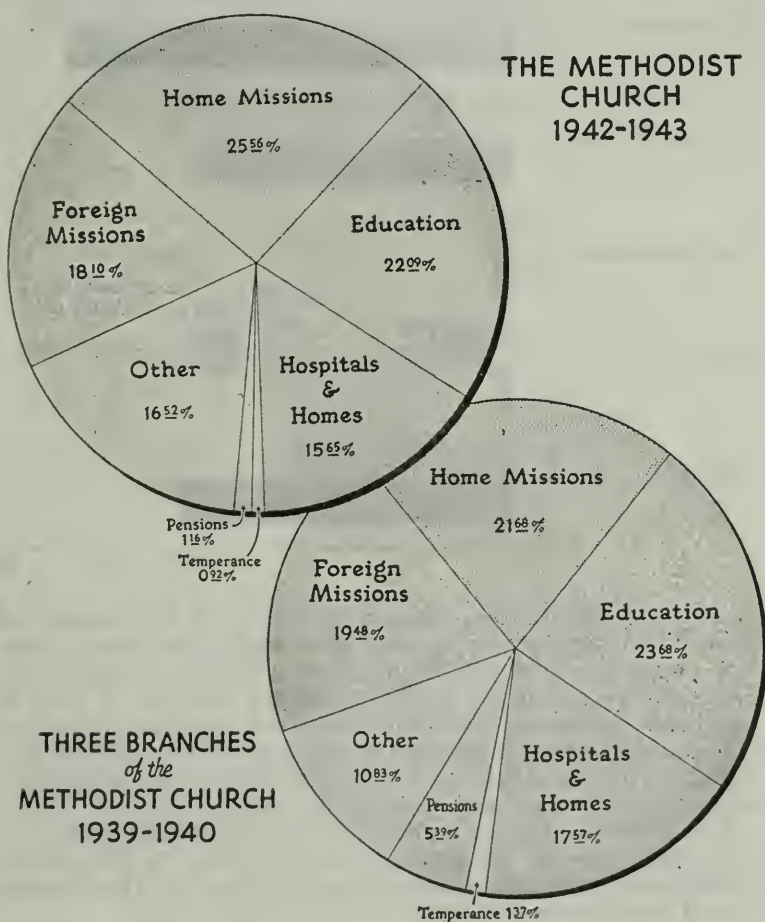 THE METHODIST
CHURCH
1942-1943
Home Missions
25 56%
Foreign
Missions
18 10%
Education
22 09%
Other
16 52%
Hospitals
&
Homes
15 65%
Pensions
1 16%
Temperance
0 92%
Home Missions
21 68%
Foreign
Missions
19 48%
Education
23 68%
Other
10 83%
Pensions
5 39%
Hospitals
&
Homes
17 57%
Temperance 1 37%
THREE BRANCHES
of the
METHODIST CHURCH
1939-1940